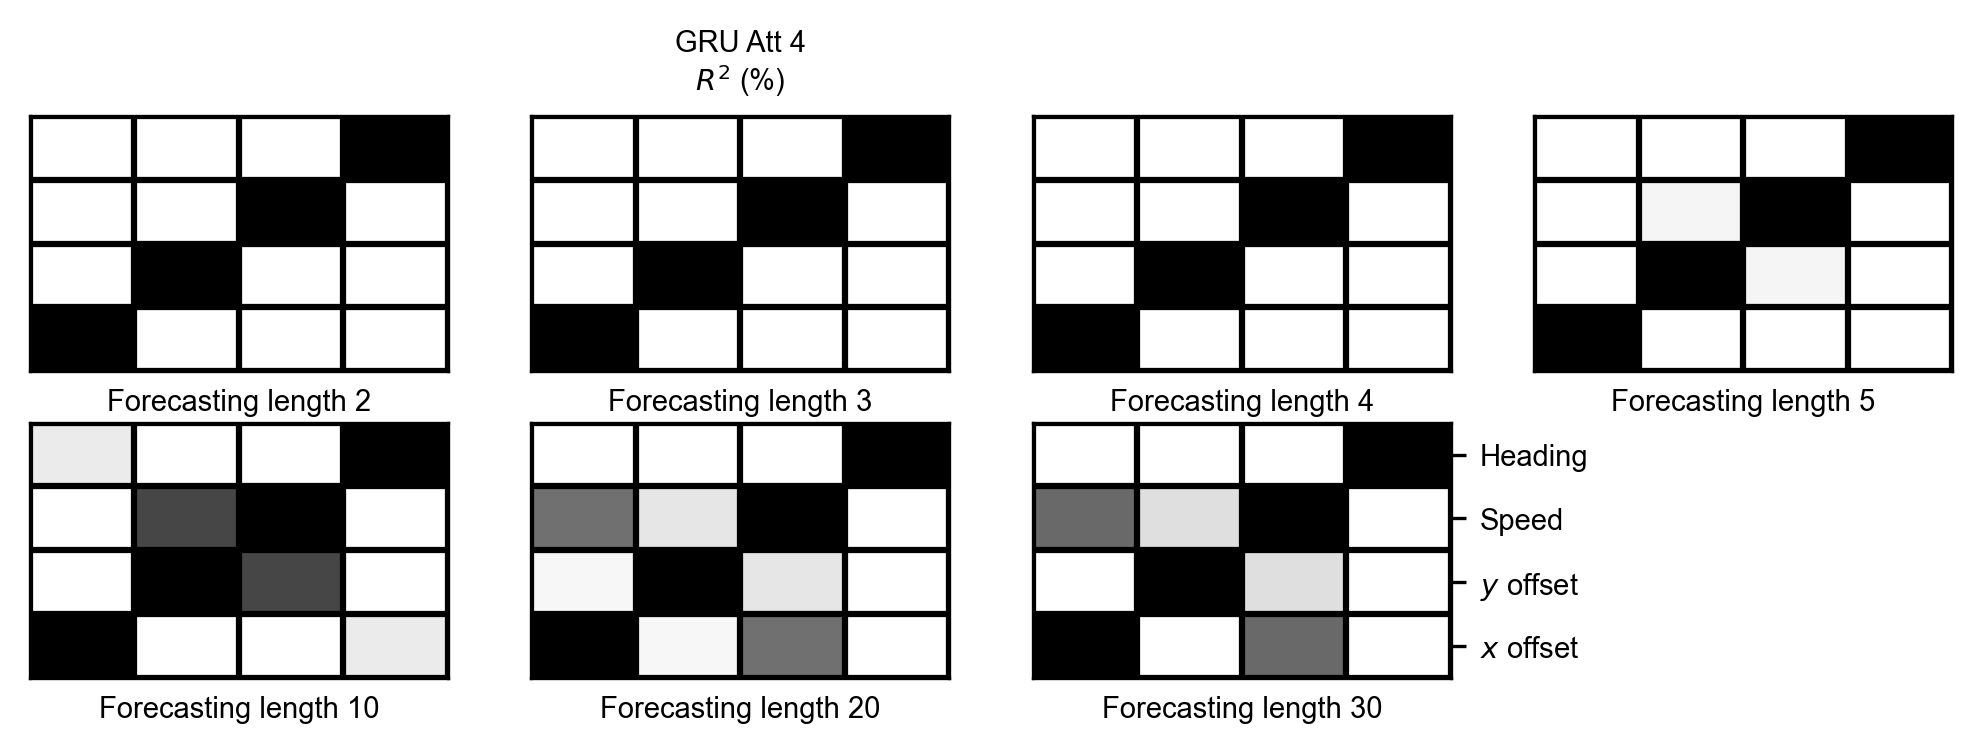 GRU Att 4
R² (%)
Forecasting length 2
Forecasting length 3
Forecasting length 4
Forecasting length 5
Heading
Speed
y offset
x offset
Forecasting length 10
Forecasting length 20
Forecasting length 30